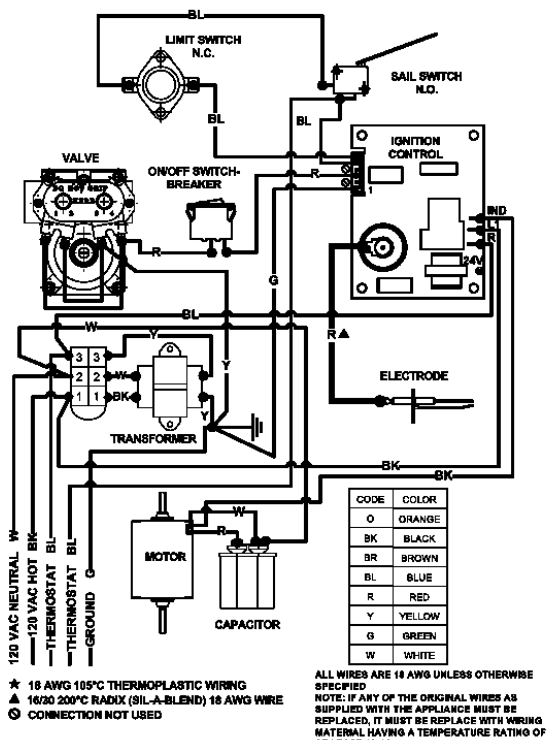 BL
LIMIT SWITCH
N.C.
SAIL SWITCH
N.O.
BL
BL
IGNITION
CONTROL
VALVE
ON/OFF SWITCH-
BREAKER
R
1
IND
L1
R
24V
R
G
BL
W
Y
R ▲
Y
3 3
2 2
1 1
W
BK
Y
TRANSFORMER
ELECTRODE
BK
BK
W
R
MOTOR
CAPACITOR
CODE COLOR
O ORANGE
BK BLACK
BR BROWN
BL BLUE
R RED
Y YELLOW
G GREEN
W WHITE
120 VAC NEUTRAL W
120 VAC HOT BK
THERMOSTAT BL
THERMOSTAT BL
GROUND G
★ 18 AWG 105°C THERMOPLASTIC WIRING
▲ 16/30 200°C RADIX (SIL-A-BLEND) 18 AWG WIRE
CONNECTION NOT USED
ALL WIRES ARE 18 AWG UNLESS OTHERWISE
SPECIFIED
NOTE: IF ANY OF THE ORIGINAL WIRES AS
SUPPLIED WITH THE APPLIANCE MUST BE
REPLACED, IT MUST BE REPLACE WITH WIRING
MATERIAL HAVING A TEMPERATURE RATING OF